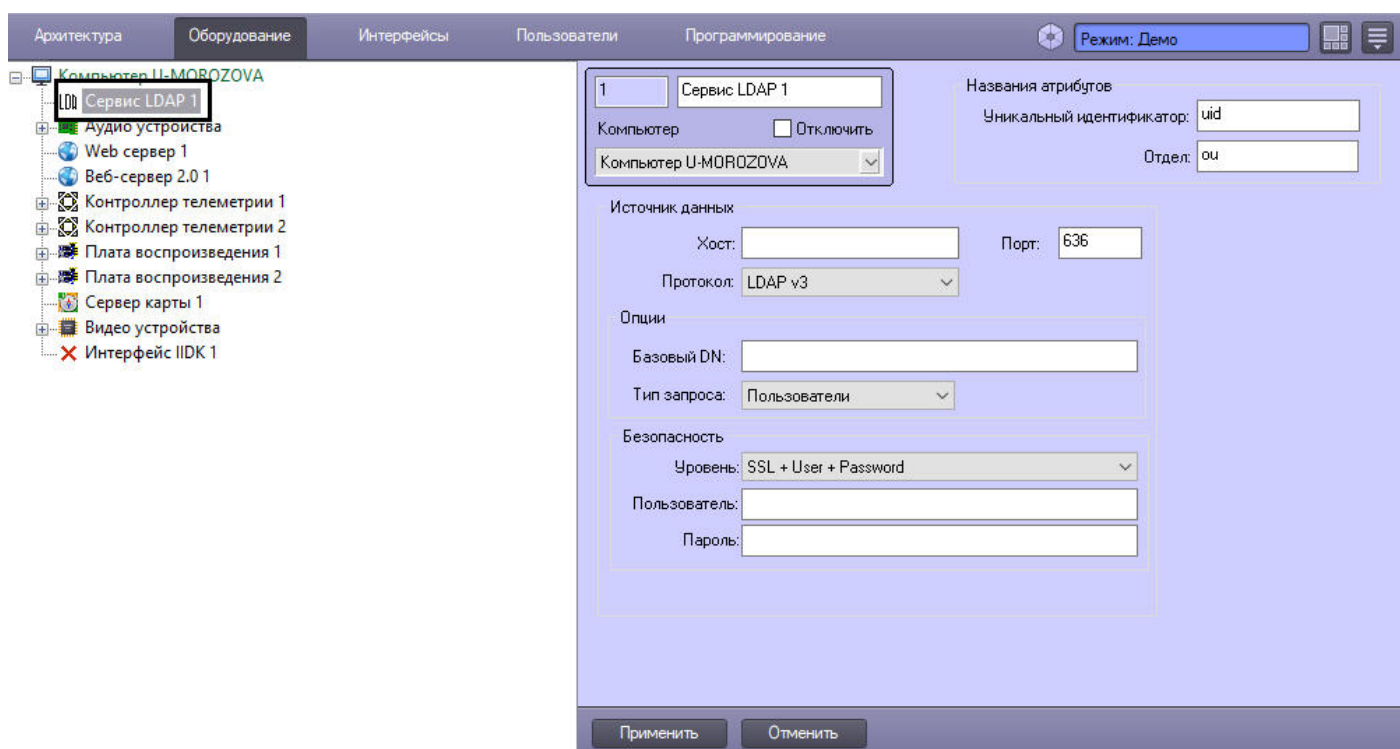 Архитектура Оборудование Интерфейсы Пользователи Программирование Режим: Демо
Компьютер U-MOROZOVA
LDA Сервис LDAP 1
Аудио устройства
Web сервер 1
Веб-сервер 2.0 1
Контроллер телеметрии 1
Контроллер телеметрии 2
Плата воспроизведения 1
Плата воспроизведения 2
Сервер карты 1
Видео устройства
Интерфейс IIDK 1
1 Сервис LDAP 1
Компьютер Отключить
Компьютер U-MOROZOVA
Названия атрибутов
Уникальный идентификатор: uid
Отдел: ou
Источник данных
Хост: Порт: 636
Протокол: LDAP v3
Опции
Базовый DN:
Тип запроса: Пользователи
Безопасность
Уровень: SSL + User + Password
Пользователь:
Пароль:
Применить Отменить